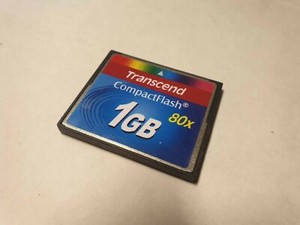 Transcend
CompactFlash®
1GB 80x